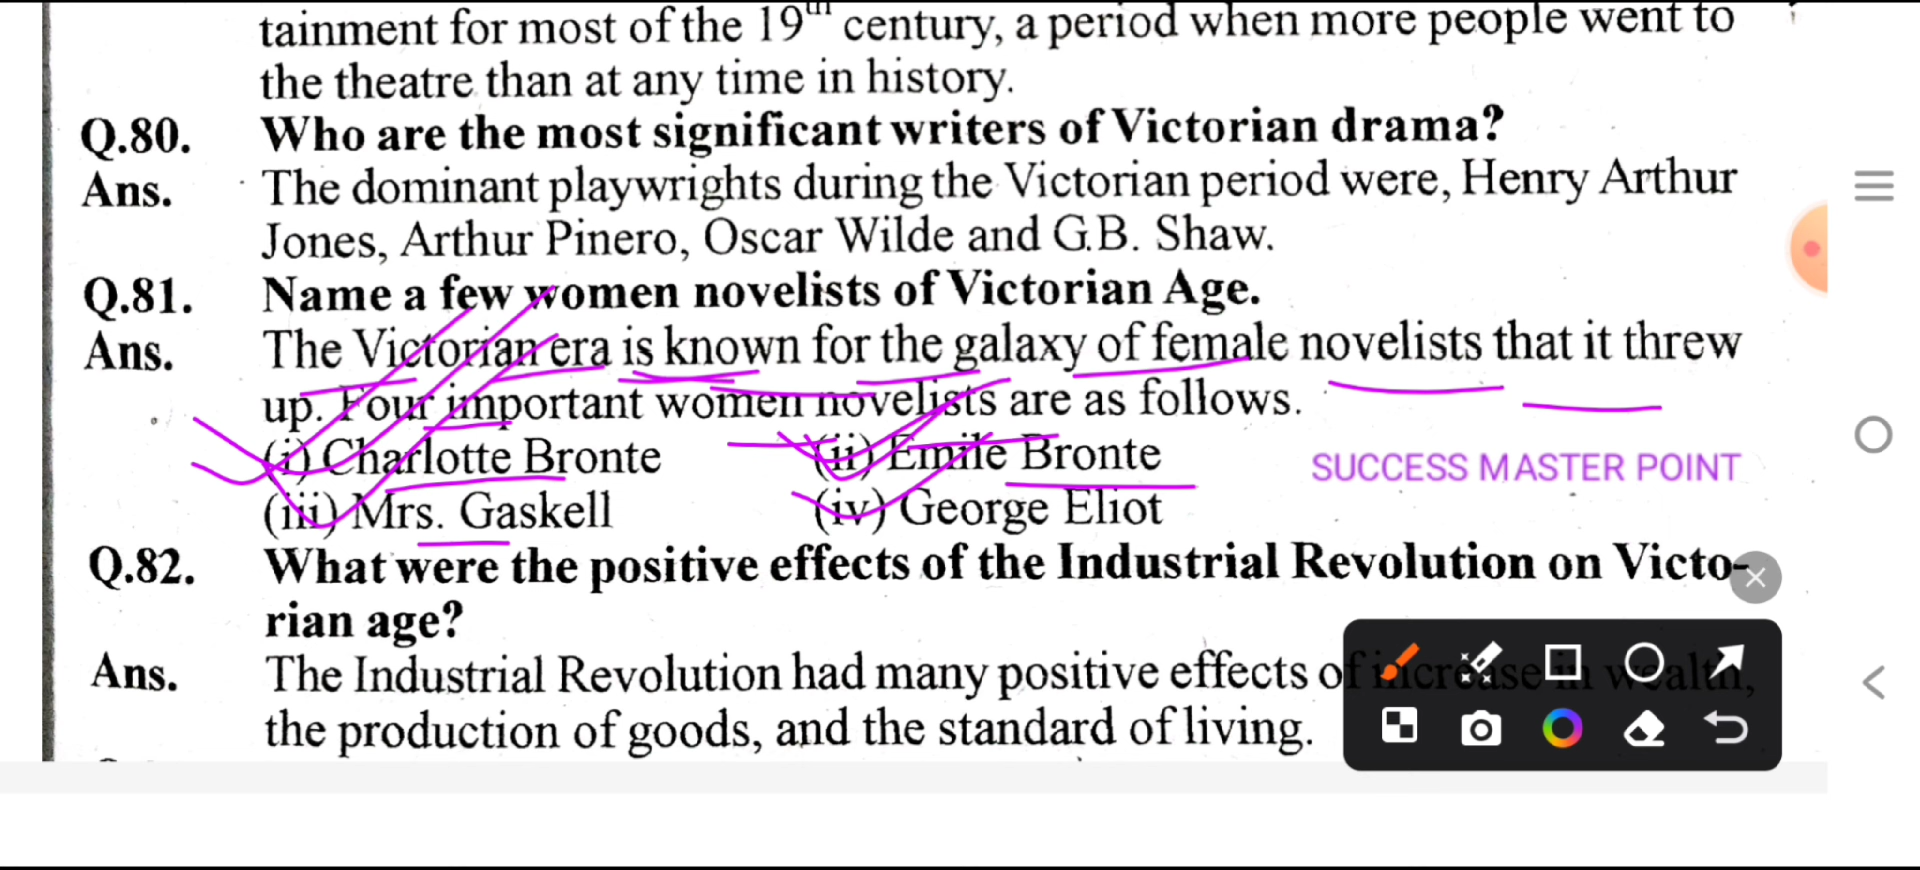 tainment for most of the 19th century, a period when more people went to
the theatre than at any time in history.
Q.80. Who are the most significant writers of Victorian drama?
Ans. The dominant playwrights during the Victorian period were, Henry Arthur
Jones, Arthur Pinero, Oscar Wilde and G.B. Shaw.
Q.81. Name a few women novelists of Victorian Age.
Ans. The Victorian era is known for the galaxy of female novelists that it threw
up. Four important women novelists are as follows.
(i) Charlotte Bronte (ii) Emile Bronte
SUCCESS MASTER POINT
(iii) Mrs. Gaskell (iv) George Eliot
Q.82. What were the positive effects of the Industrial Revolution on Victo-
rian age?
Ans. The Industrial Revolution had many positive effects of increase in wealth,
the production of goods, and the standard of living.